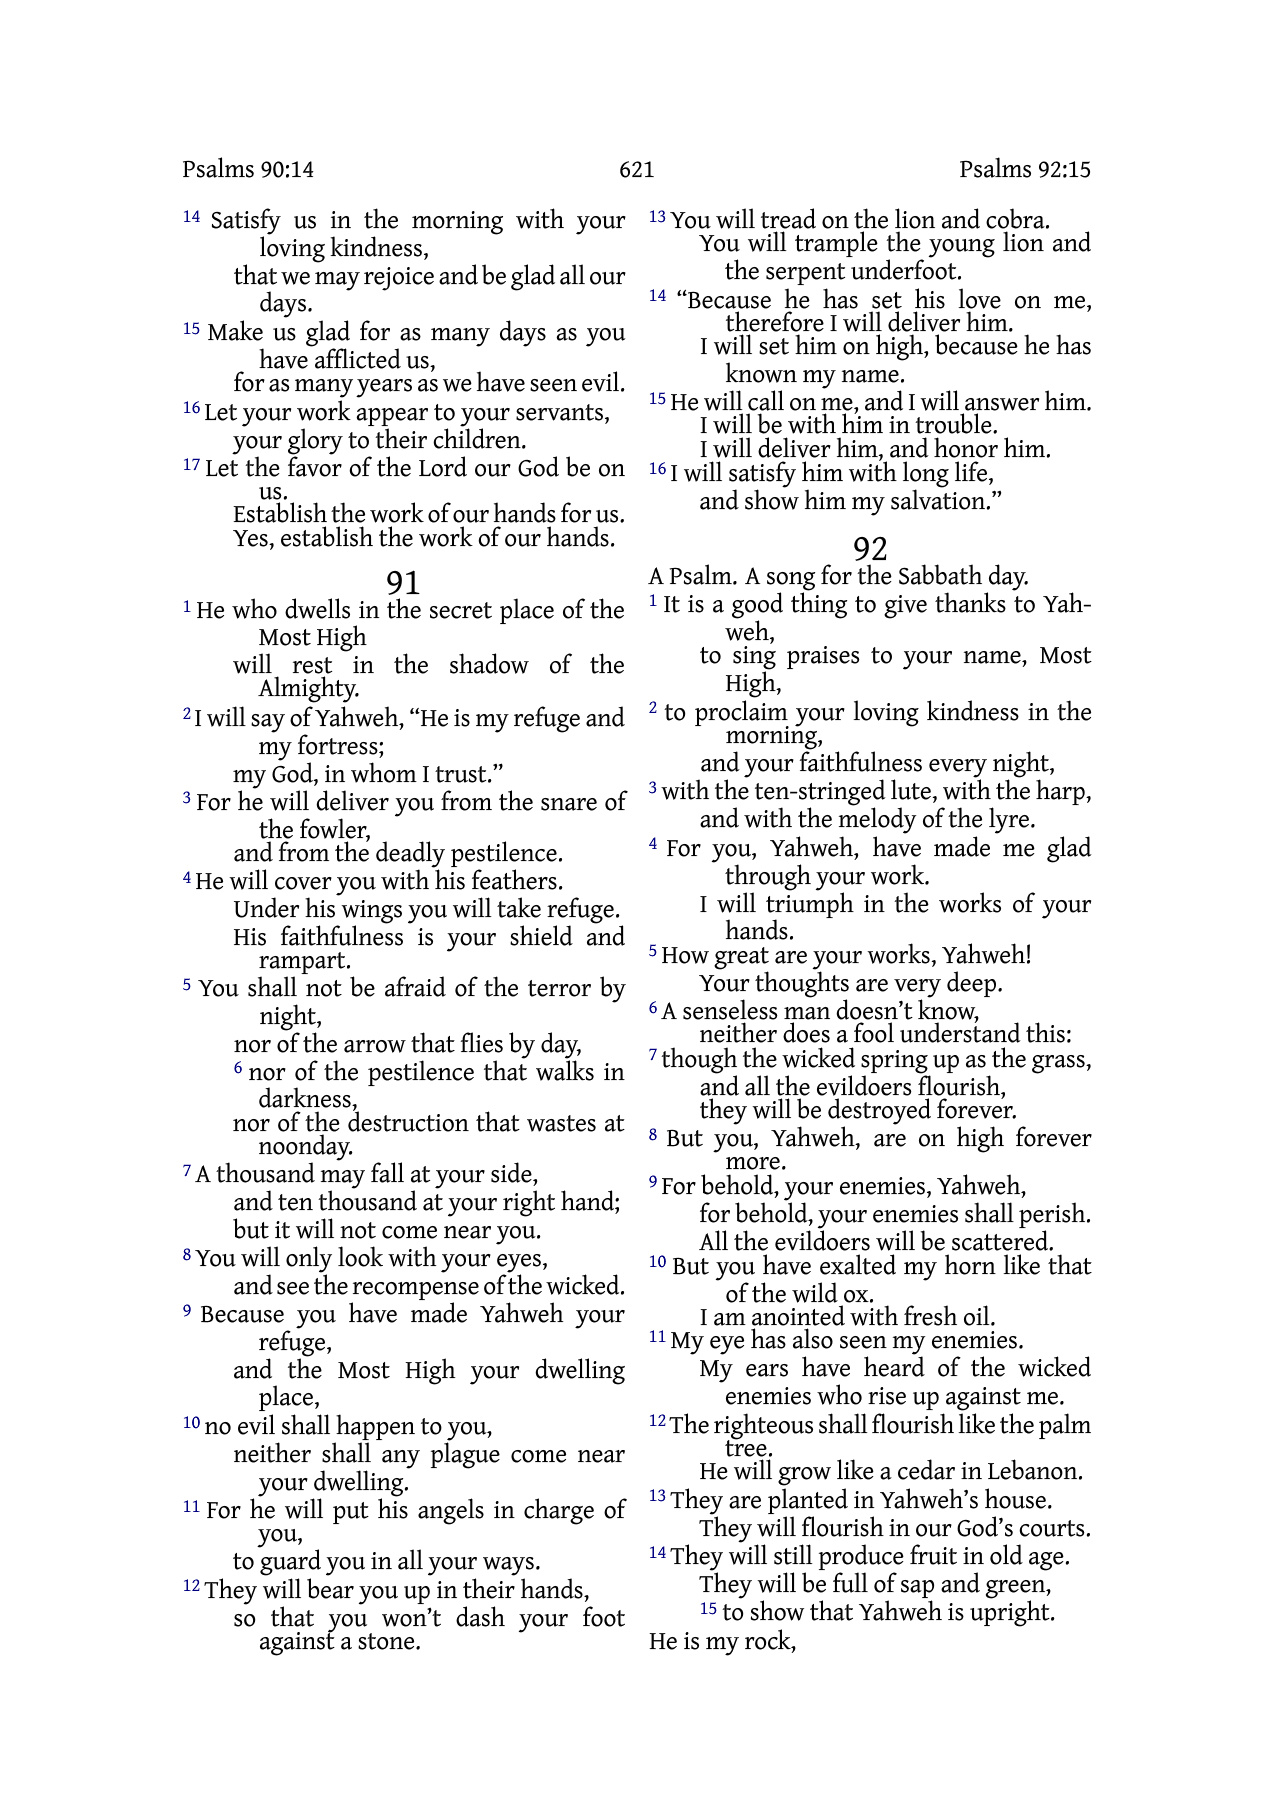 Psalms 90:14 621 Psalms 92:15
14 Satisfy us in the morning with your
loving kindness,
that we may rejoice and be glad all our
days.
15 Make us glad for as many days as you
have afflicted us,
for as many years as we have seen evil.
16 Let your work appear to your servants,
your glory to their children.
17 Let the favor of the Lord our God be on
us.
Establish the work of our hands for us.
Yes, establish the work of our hands.
91
1 He who dwells in the secret place of the
Most High
will rest in the shadow of the
Almighty.
2 I will say of Yahweh, “He is my refuge and
my fortress;
my God, in whom I trust.”
3 For he will deliver you from the snare of
the fowler,
and from the deadly pestilence.
4 He will cover you with his feathers.
Under his wings you will take refuge.
His faithfulness is your shield and
rampart.
5 You shall not be afraid of the terror by
night,
nor of the arrow that flies by day,
6 nor of the pestilence that walks in
darkness,
nor of the destruction that wastes at
noonday.
7 A thousand may fall at your side,
and ten thousand at your right hand;
but it will not come near you.
8 You will only look with your eyes,
and see the recompense of the wicked.
9 Because you have made Yahweh your
refuge,
and the Most High your dwelling
place,
10 no evil shall happen to you,
neither shall any plague come near
your dwelling.
11 For he will put his angels in charge of
you,
to guard you in all your ways.
12 They will bear you up in their hands,
so that you won’t dash your foot
against a stone.
13 You will tread on the lion and cobra.
You will trample the young lion and
the serpent underfoot.
14 “Because he has set his love on me,
therefore I will deliver him.
I will set him on high, because he has
known my name.
15 He will call on me, and I will answer him.
I will be with him in trouble.
I will deliver him, and honor him.
16 I will satisfy him with long life,
and show him my salvation.”
92
A Psalm. A song for the Sabbath day.
1 It is a good thing to give thanks to Yah-
weh,
to sing praises to your name, Most
High,
2 to proclaim your loving kindness in the
morning,
and your faithfulness every night,
3 with the ten-stringed lute, with the harp,
and with the melody of the lyre.
4 For you, Yahweh, have made me glad
through your work.
I will triumph in the works of your
hands.
5 How great are your works, Yahweh!
Your thoughts are very deep.
6 A senseless man doesn’t know,
neither does a fool understand this:
7 though the wicked spring up as the grass,
and all the evildoers flourish,
they will be destroyed forever.
8 But you, Yahweh, are on high forever
more.
9 For behold, your enemies, Yahweh,
for behold, your enemies shall perish.
All the evildoers will be scattered.
10 But you have exalted my horn like that
of the wild ox.
I am anointed with fresh oil.
11 My eye has also seen my enemies.
My ears have heard of the wicked
enemies who rise up against me.
12 The righteous shall flourish like the palm
tree.
He will grow like a cedar in Lebanon.
13 They are planted in Yahweh’s house.
They will flourish in our God’s courts.
14 They will still produce fruit in old age.
They will be full of sap and green,
15 to show that Yahweh is upright.
He is my rock,